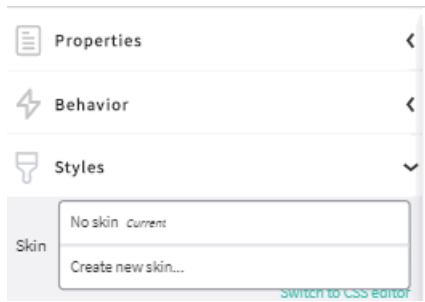 Properties
Behavior
Styles
Skin
No skin Current
Create new skin...
Switch to CSS editor